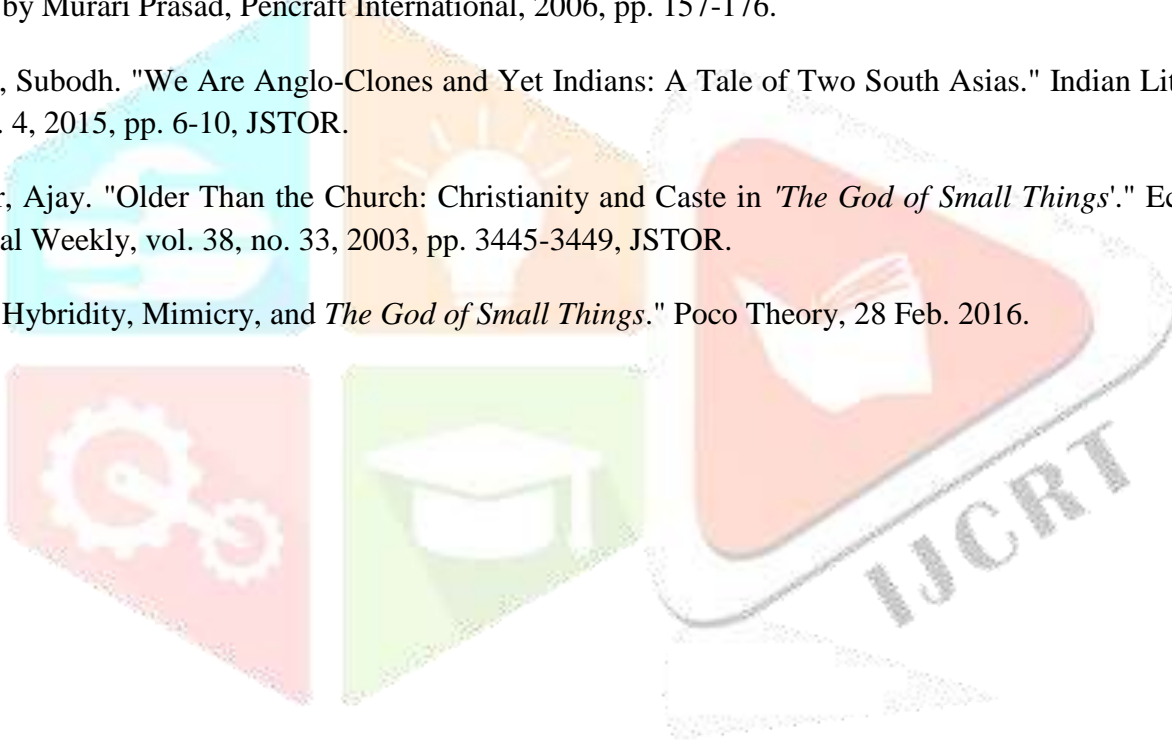 by Murari Prasad, Pencraft International, 2006, pp. 157-176.
, Subodh. "We Are Anglo-Clones and Yet Indians: A Tale of Two South Asias." Indian Lit
. 4, 2015, pp. 6-10, JSTOR.
r, Ajay. "Older Than the Church: Christianity and Caste in 'The God of Small Things'." Ec
al Weekly, vol. 38, no. 33, 2003, pp. 3445-3449, JSTOR.
Hybridity, Mimicry, and The God of Small Things." Poco Theory, 28 Feb. 2016.
IJCRT